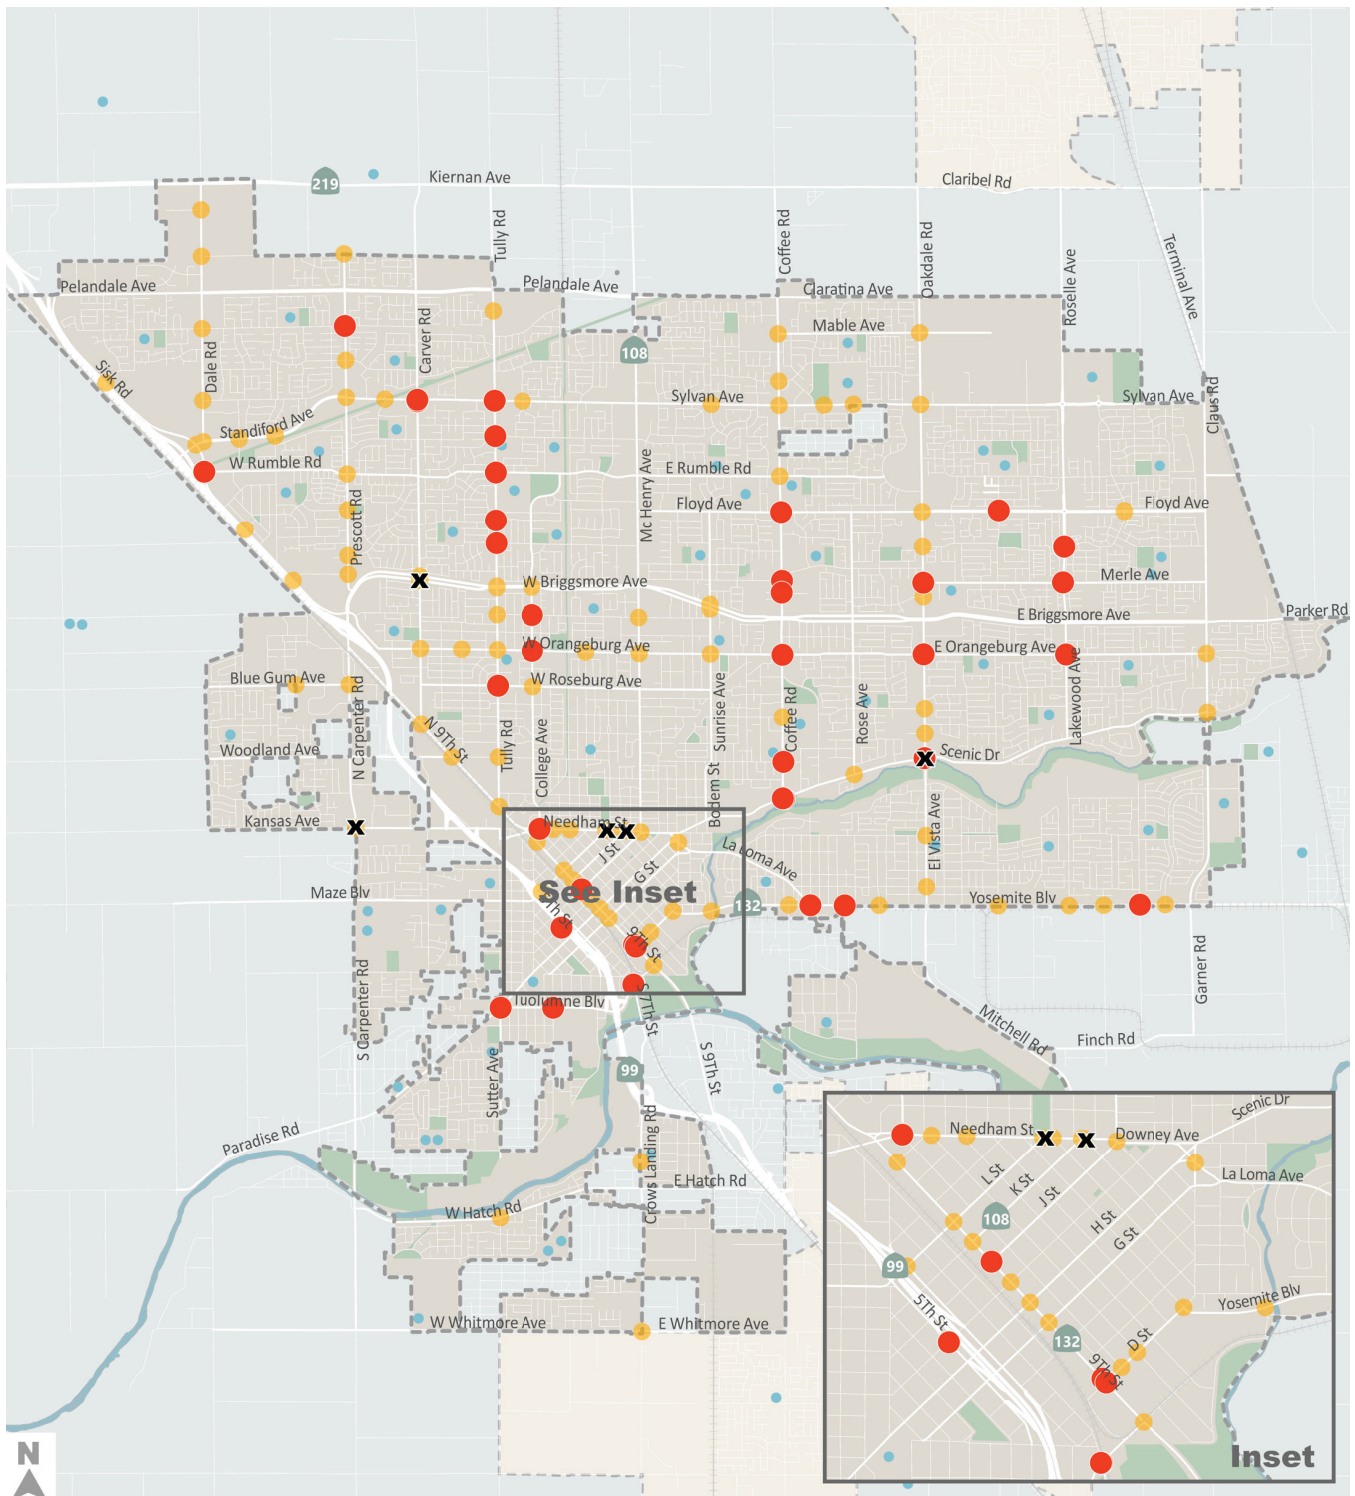 219
Kiernan Ave
Claribel Rd
Tully Rd
Coffee Rd
Oakdale Rd
Roselle Ave
Terminal Ave
Pelandale Ave
Pelandale Ave
Claratina Ave
Mable Ave
Carver Rd
108
Dale Rd
Sisk Rd
Sylvan Ave
Sylvan Ave
Claus Rd
Standiford Ave
W Rumble Rd
E Rumble Rd
Mc Henry Ave
Floyd Ave
F
Floyd Ave
Prescott Rd
W Briggsmore Ave
Merle Ave
E Briggsmore Ave
Parker Rd
W Orangeburg Ave
E Orangeburg Ave
Blue Gum Ave
W Roseburg Ave
N Carpenter Rd
N 9Th St
Tully Rd
College Ave
Sunrise Ave
Coffee Rd
Rose Ave
Lakewood Ave
Woodland Ave
Scenic Dr
Bodem St
Kansas Ave
Needham St
J St
G St
La Loma Ave
El Vista Ave
Maze Blv
See Inset
132
Yosemite Blv
7Th St
9Th St
Garner Rd
S Carpenter Rd
Tuolumne Blv
S 7Th St
Mitchell Rd
Finch Rd
S 9Th St
99
Sutter Ave
Paradise Rd
Crows Landing Rd
E Hatch Rd
W Hatch Rd
W Whitmore Ave
E Whitmore Ave
Scenic Dr
Needham St
Downey Ave
La Loma Ave
L St
K St
J St
108
H St
G St
99
5Th St
Yosemite Blv
132
D St
9Th St
Inset
N